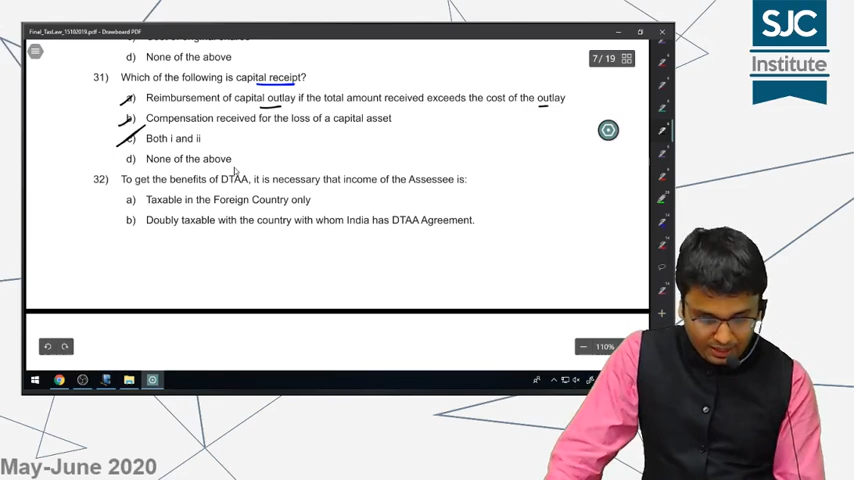 Final_TaxLaw_15102019.pdf - Drawboard PDF
d) None of the above
7 / 19
31) Which of the following is capital receipt?
a) Reimbursement of capital outlay if the total amount received exceeds the cost of the outlay
b) Compensation received for the loss of a capital asset
c) Both i and ii
d) None of the above
32) To get the benefits of DTAA, it is necessary that income of the Assessee is:
a) Taxable in the Foreign Country only
b) Doubly taxable with the country with whom India has DTAA Agreement.
110%
SJC
Institute
May-June 2020